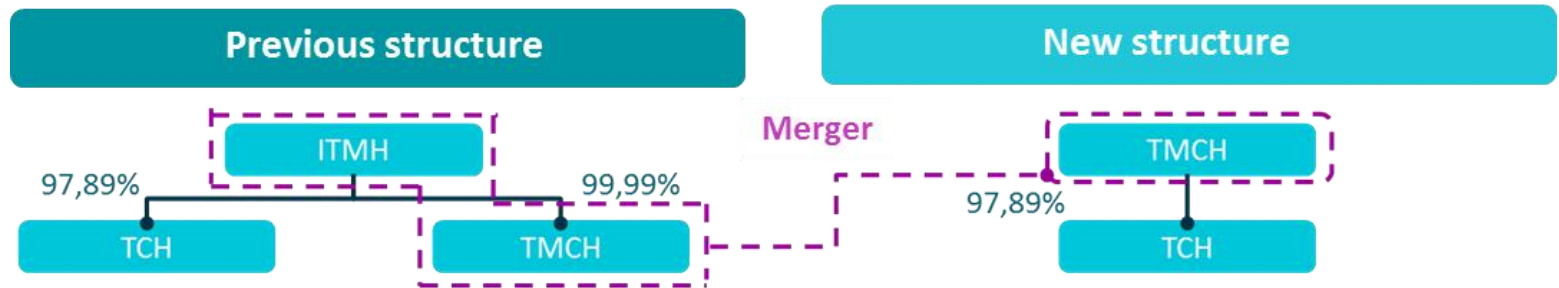 Previous structure
New structure
ITMH
Merger
TMCH
97,89%
99,99%
97,89%
TCH
TMCH
TCH